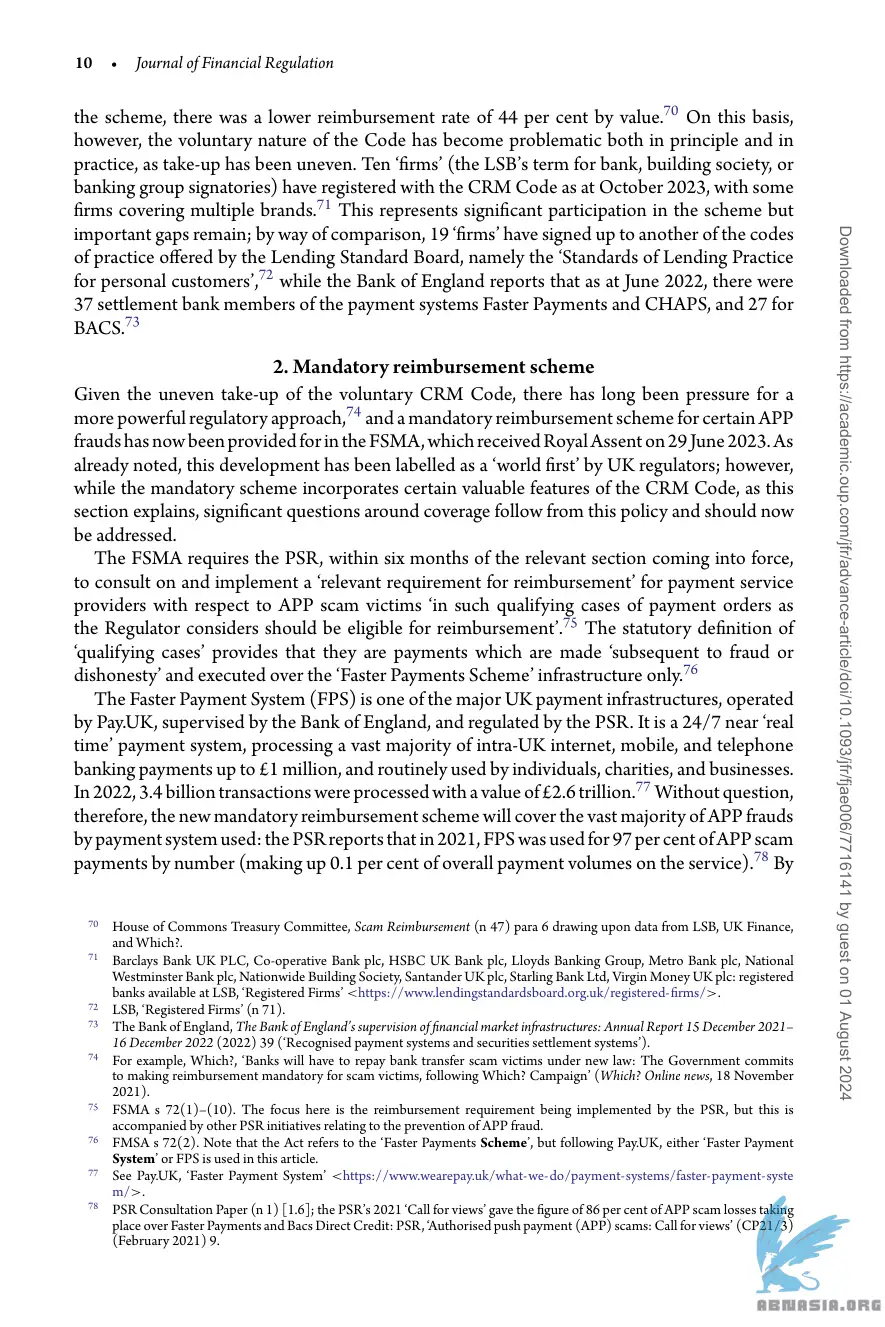 10 • Journal of Financial Regulation
the scheme, there was a lower reimbursement rate of 44 per cent by value.70 On this basis,
however, the voluntary nature of the Code has become problematic both in principle and in
practice, as take-up has been uneven. Ten ‘firms’ (the LSB’s term for bank, building society, or
banking group signatories) have registered with the CRM Code as at October 2023, with some
firms covering multiple brands.71 This represents significant participation in the scheme but
important gaps remain; by way of comparison, 19 ‘firms’ have signed up to another of the codes
of practice offered by the Lending Standard Board, namely the ‘Standards of Lending Practice
for personal customers’,72 while the Bank of England reports that as at June 2022, there were
37 settlement bank members of the payment systems Faster Payments and CHAPS, and 27 for
BACS.73
2. Mandatory reimbursement scheme
Given the uneven take-up of the voluntary CRM Code, there has long been pressure for a
more powerful regulatory approach,74 and a mandatory reimbursement scheme for certain APP
frauds has now been provided for in the FSMA, which received Royal Assent on 29 June 2023. As
already noted, this development has been labelled as a ‘world first’ by UK regulators; however,
while the mandatory scheme incorporates certain valuable features of the CRM Code, as this
section explains, significant questions around coverage follow from this policy and should now
be addressed.
The FSMA requires the PSR, within six months of the relevant section coming into force,
to consult on and implement a ‘relevant requirement for reimbursement’ for payment service
providers with respect to APP scam victims ‘in such qualifying cases of payment orders as
the Regulator considers should be eligible for reimbursement’.75 The statutory definition of
‘qualifying cases’ provides that they are payments which are made ‘subsequent to fraud or
dishonesty’ and executed over the ‘Faster Payments Scheme’ infrastructure only.76
The Faster Payment System (FPS) is one of the major UK payment infrastructures, operated
by Pay.UK, supervised by the Bank of England, and regulated by the PSR. It is a 24/7 near ‘real
time’ payment system, processing a vast majority of intra-UK internet, mobile, and telephone
banking payments up to £1 million, and routinely used by individuals, charities, and businesses.
In 2022, 3.4 billion transactions were processed with a value of £2.6 trillion.77 Without question,
therefore, the new mandatory reimbursement scheme will cover the vast majority of APP frauds
by payment system used: the PSR reports that in 2021, FPS was used for 97 per cent of APP scam
payments by number (making up 0.1 per cent of overall payment volumes on the service).78 By
70 House of Commons Treasury Committee, Scam Reimbursement (n 47) para 6 drawing upon data from LSB, UK Finance,
and Which?.
71 Barclays Bank UK PLC, Co-operative Bank plc, HSBC UK Bank plc, Lloyds Banking Group, Metro Bank plc, National
Westminster Bank plc, Nationwide Building Society, Santander UK plc, Starling Bank Ltd, Virgin Money UK plc: registered
banks available at LSB, ‘Registered Firms’ <https://www.lendingstandardsboard.org.uk/registered-firms/>.
72 LSB, ‘Registered Firms’ (n 71).
73 The Bank of England, The Bank of England’s supervision of financial market infrastructures: Annual Report 15 December 2021–
16 December 2022 (2022) 39 (‘Recognised payment systems and securities settlement systems’).
74 For example, Which?, ‘Banks will have to repay bank transfer scam victims under new law: The Government commits
to making reimbursement mandatory for scam victims, following Which? Campaign’ (Which? Online news, 18 November
2021).
75 FSMA s 72(1)–(10). The focus here is the reimbursement requirement being implemented by the PSR, but this is
accompanied by other PSR initiatives relating to the prevention of APP fraud.
76 FMSA s 72(2). Note that the Act refers to the ‘Faster Payments Scheme’, but following Pay.UK, either ‘Faster Payment
System’ or FPS is used in this article.
77 See Pay.UK, ‘Faster Payment System’ <https://www.wearepay.uk/what-we-do/payment-systems/faster-payment-syste
m/>.
78 PSR Consultation Paper (n 1) [1.6]; the PSR’s 2021 ‘Call for views’ gave the figure of 86 per cent of APP scam losses taking
place over Faster Payments and Bacs Direct Credit: PSR, ‘Authorised push payment (APP) scams: Call for views’ (CP21/3)
(February 2021) 9.
Downloaded from https://academic.oup.com/jfr/advance-article/doi/10.1093/jfr/fjae006/7716141 by guest on 01 August 2024
ABNASIA.ORG